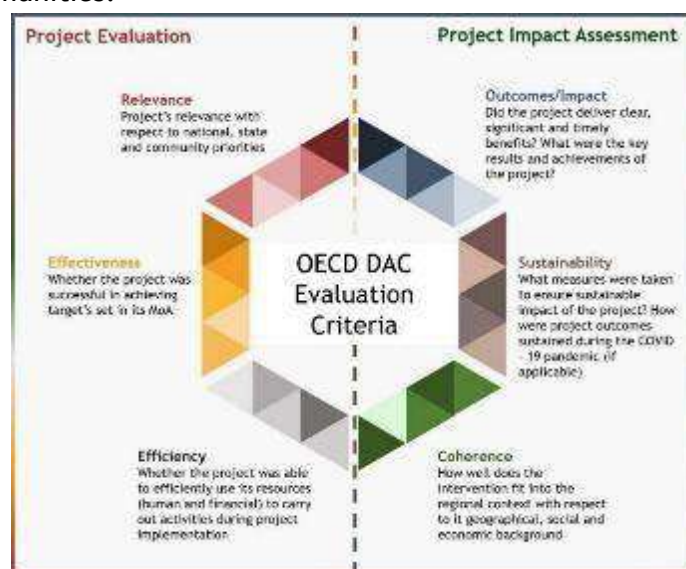 nunities.
Project Evaluation
Project Impact Assessment
Relevance
Project's relevance with
respect to national, state
and community priorities
Outcomes/Impact
Did the project deliver clear,
significant and timely
benefits? What were the key
results and achievements of
the project?
Effectiveness
Whether the project was
successful in achieving
target's set in its MoA
OECD DAC
Evaluation
Criteria
Sustainability
What measures were taken
to ensure sustainable
impact of the project? How
were project outcomes
sustained during the COVID
- 19 pandemic (if
applicable)
Efficiency
Whether the project was able
to efficiently use its resources
(human and financial) to carry
out activities during project
implementation
Coherence
How well does the
intervention fit into the
regional context with respect
to it geographical, social and
economic background